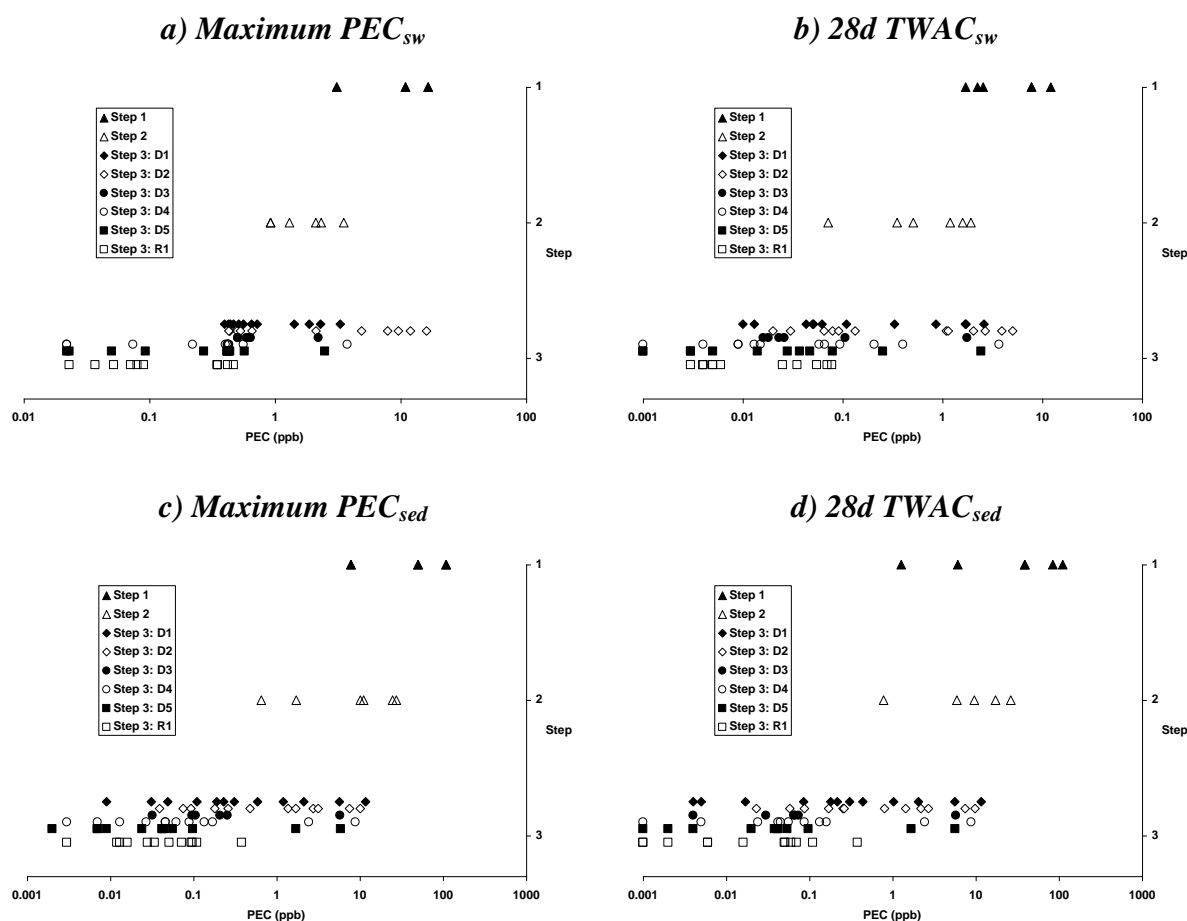 a) Maximum PECsw
b) 28d TWACsw
Step 1
Step 2
Step 3: D1
Step 3: D2
Step 3: D3
Step 3: D4
Step 3: D5
Step 3: R1
1
2
Step
3
0.01 0.1 1 10 100
PEC (ppb)
Step 1
Step 2
Step 3: D1
Step 3: D2
Step 3: D3
Step 3: D4
Step 3: D5
Step 3: R1
1
2
Step
3
0.001 0.01 0.1 1 10 100
PEC (ppb)
c) Maximum PECsed
d) 28d TWACsed
Step 1
Step 2
Step 3: D1
Step 3: D2
Step 3: D3
Step 3: D4
Step 3: D5
Step 3: R1
1
2
Step
3
0.001 0.01 0.1 1 10 100 1000
PEC (ppb)
Step 1
Step 2
Step 3: D1
Step 3: D2
Step 3: D3
Step 3: D4
Step 3: D5
Step 3: R1
1
2
Step
3
0.001 0.01 0.1 1 10 100 1000
PEC (ppb)